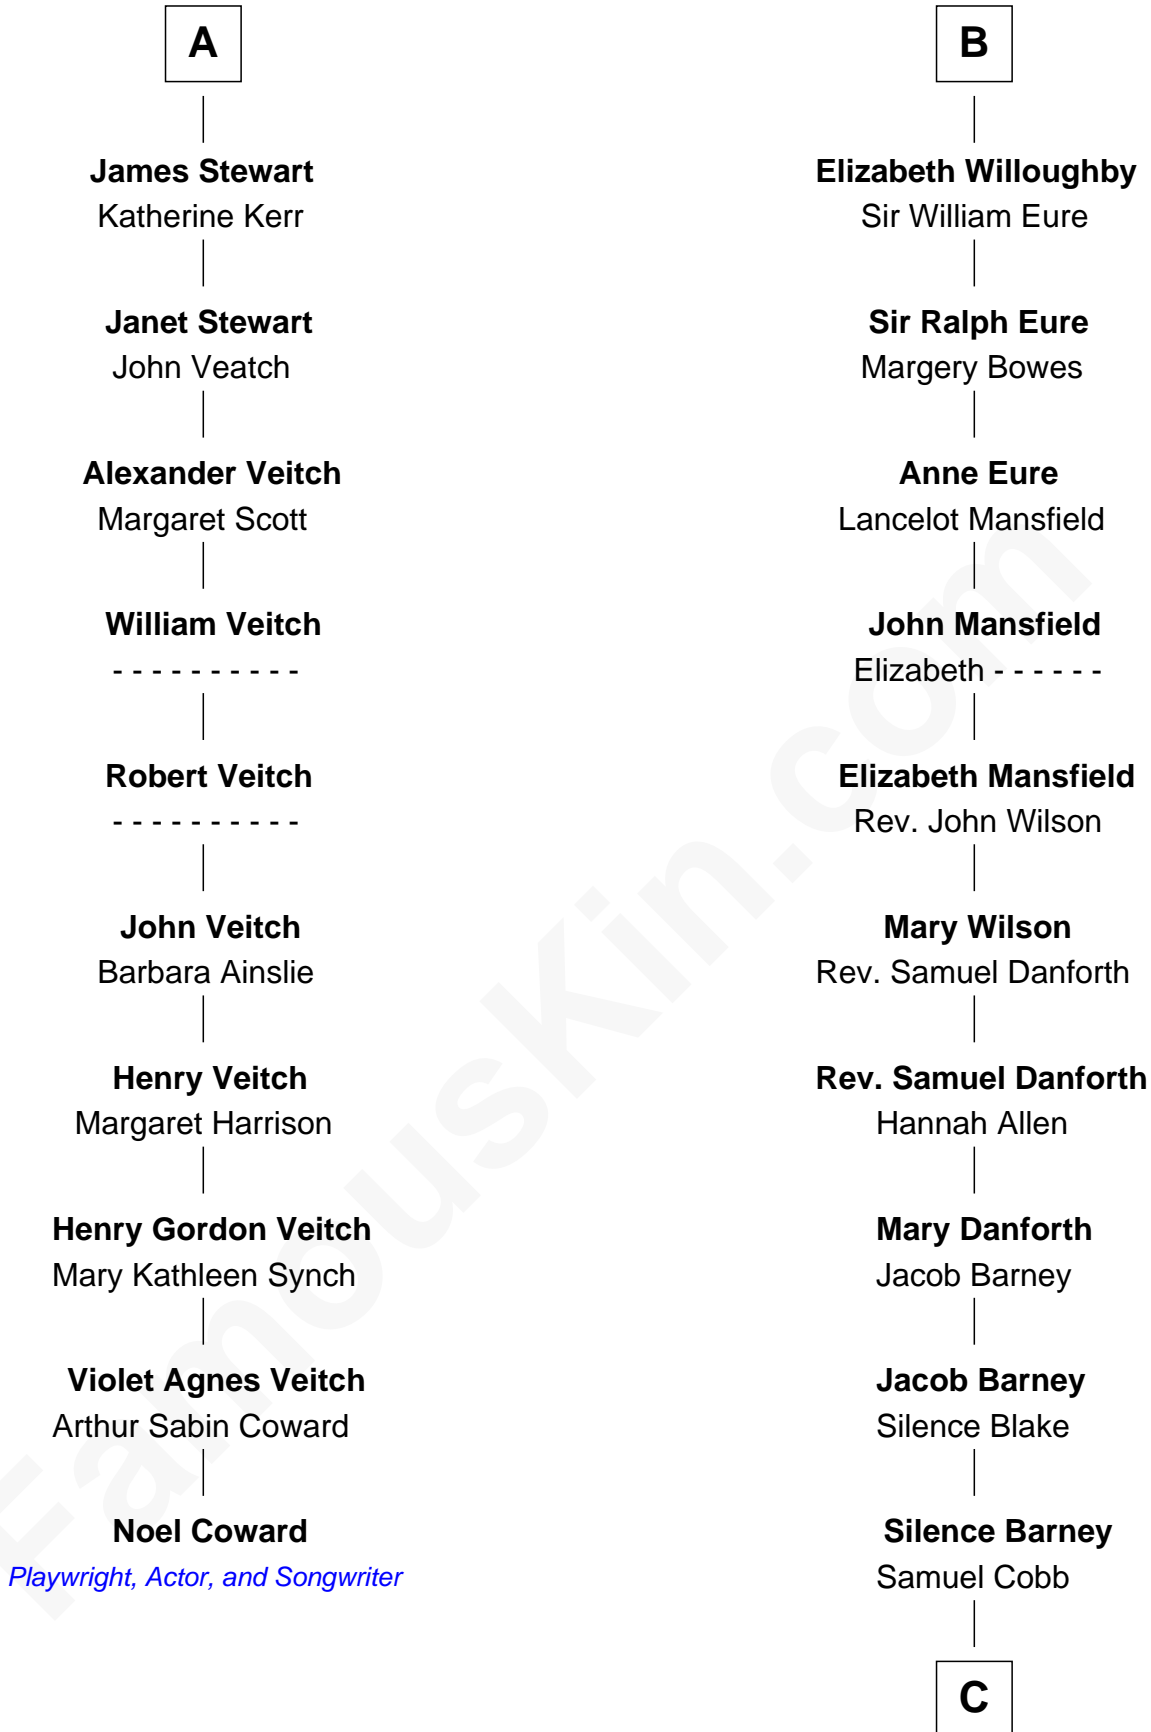 A
James Stewart
Katherine Kerr
Janet Stewart
John Veatch
Alexander Veitch
Margaret Scott
William Veitch
- - - - - - - - - -
Robert Veitch
- - - - - - - - - -
John Veitch
Barbara Ainslie
Henry Veitch
Margaret Harrison
Henry Gordon Veitch
Mary Kathleen Synch
Violet Agnes Veitch
Arthur Sabin Coward
Noel Coward
Playwright, Actor, and Songwriter
B
Elizabeth Willoughby
Sir William Eure
Sir Ralph Eure
Margery Bowes
Anne Eure
Lancelot Mansfield
John Mansfield
Elizabeth - - - - - -
Elizabeth Mansfield
Rev. John Wilson
Mary Wilson
Rev. Samuel Danforth
Rev. Samuel Danforth
Hannah Allen
Mary Danforth
Jacob Barney
Jacob Barney
Silence Blake
Silence Barney
Samuel Cobb
C
FamousKin.com